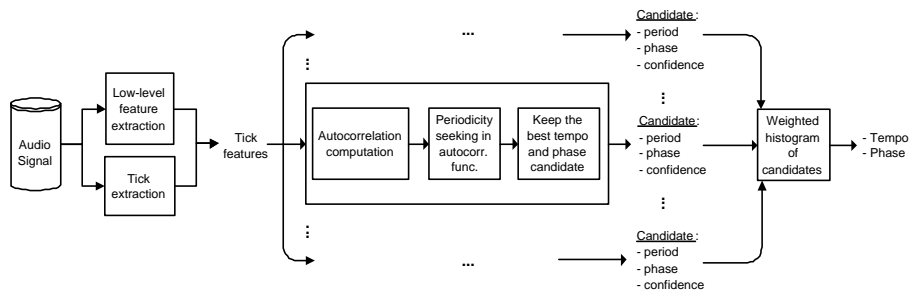 Audio
Signal
Low-level
feature
extraction
Tick
extraction
Tick
features
...
...
Autocorrelation
computation
Periodicity
seeking in
autocorr.
func.
Keep the
best tempo
and phase
candidate
...
...
Candidate:
- period
- phase
- confidence
...
Candidate:
- period
- phase
- confidence
...
Candidate:
- period
- phase
- confidence
Weighted
histogram
of
candidates
- Tempo
- Phase